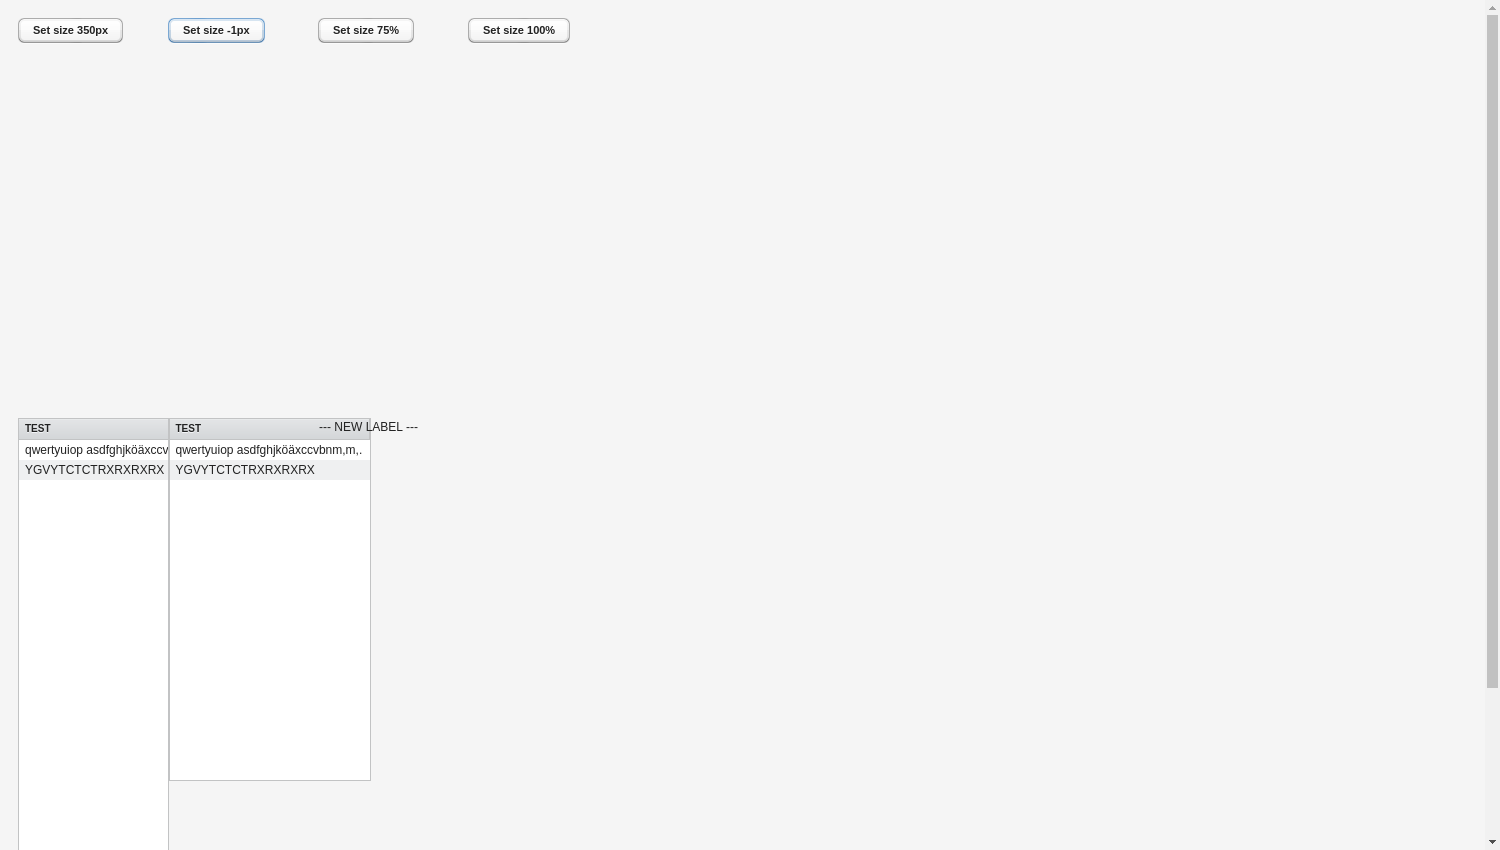 Set size 350px Set size -1px Set size 75% Set size 100%
TEST TEST --- NEW LABEL ---
qwertyuiop asdfghjköäxccv qwertyuiop asdfghjköäxccvbnm,m,.
YGVYTCTCTRXRXRXRX YGVYTCTCTRXRXRXRX